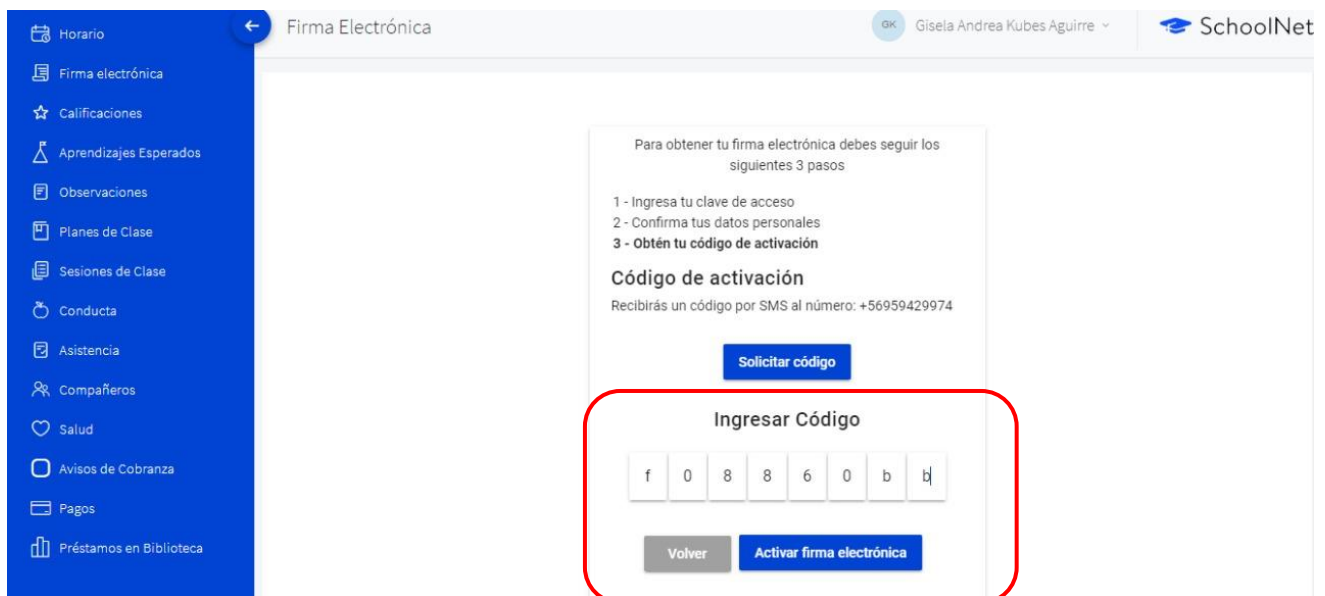 Horario
Firma electrónica
Calificaciones
Aprendizajes Esperados
Observaciones
Planes de Clase
Sesiones de Clase
Conducta
Asistencia
Compañeros
Salud
Avisos de Cobranza
Pagos
Préstamos en Biblioteca
Firma Electrónica
GK Gisela Andrea Kubes Aguirre
SchoolNet
Para obtener tu firma electrónica debes seguir los
siguientes 3 pasos
1 - Ingresa tu clave de acceso
2 - Confirma tus datos personales
3 - Obtén tu código de activación
Código de activación
Recibirás un código por SMS al número: +56959429974
Solicitar código
Ingresar Código
f 0 8 8 6 0 b b
Volver Activar firma electrónica